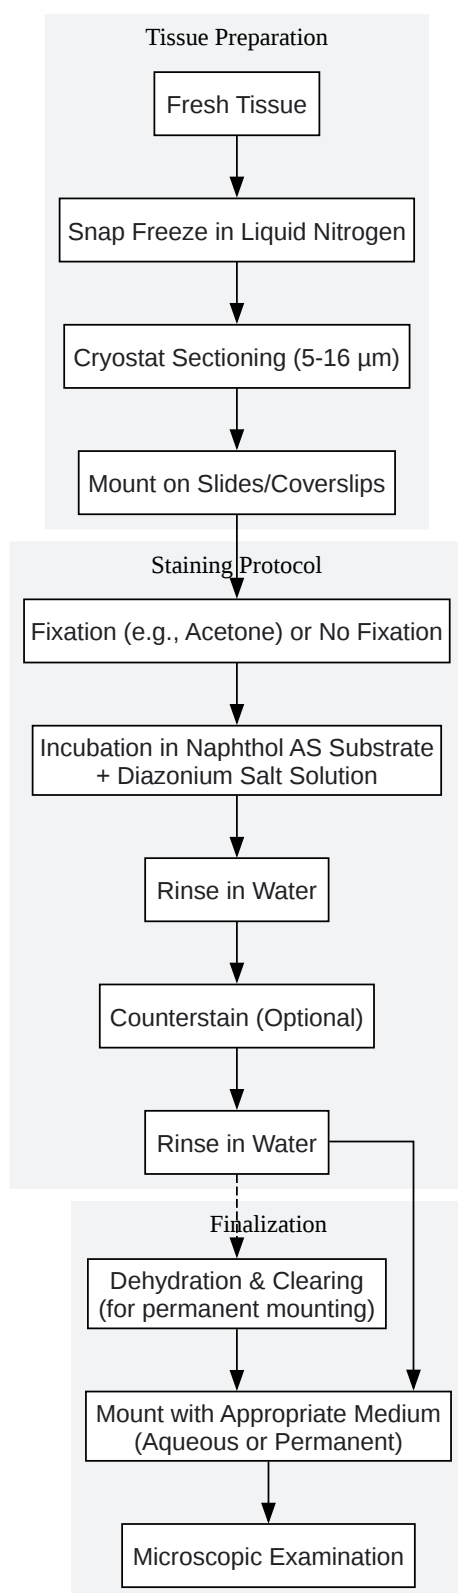 Tissue Preparation
Fresh Tissue
Snap Freeze in Liquid Nitrogen
Cryostat Sectioning (5-16 µm)
Mount on Slides/Coverslips
Staining Protocol
Fixation (e.g., Acetone) or No Fixation
Incubation in Naphthol AS Substrate
+ Diazonium Salt Solution
Rinse in Water
Counterstain (Optional)
Rinse in Water
Finalization
Dehydration & Clearing
(for permanent mounting)
Mount with Appropriate Medium
(Aqueous or Permanent)
Microscopic Examination